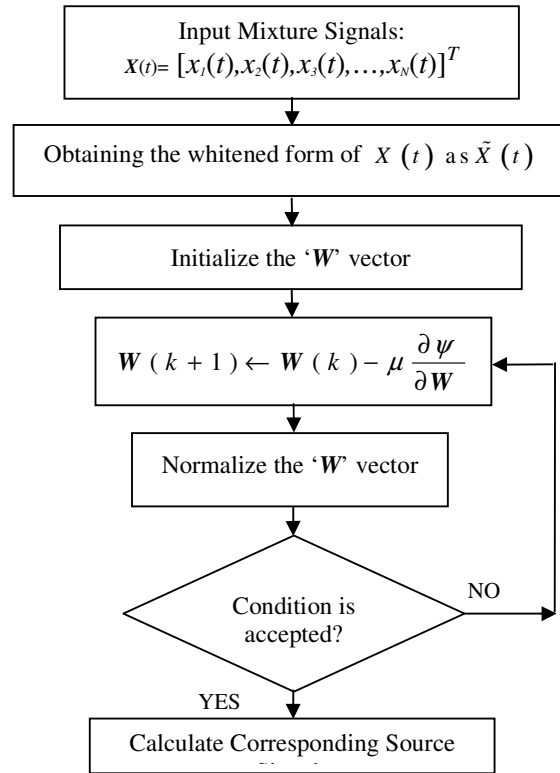 Input Mixture Signals:
X(t)= [x₁(t),x₂(t),x₃(t),…,x_N(t)]ᵀ
Obtaining the whitened form of X (t) as X̃ (t)
Initialize the ‘W’ vector
W ( k + 1 ) ← W ( k ) − μ ∂ψ/∂W
Normalize the ‘W’ vector
Condition is
accepted?
NO
YES
Calculate Corresponding Source